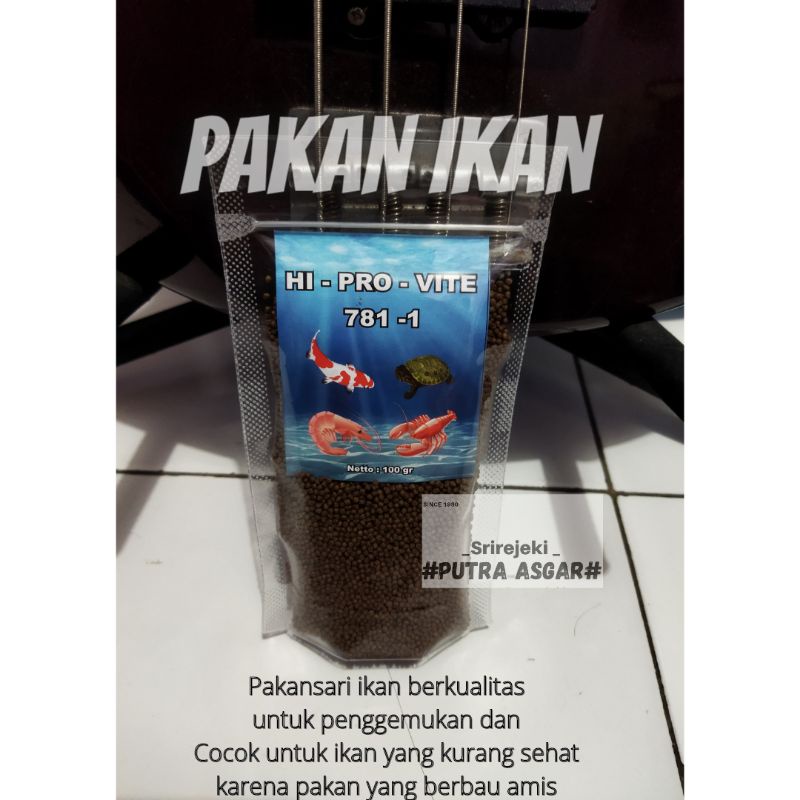 PAKAN IKAN
HI - PRO - VITE
781 -1
Netto : 100 gr
SINCE 1980
_Srirejeki_
#PUTRA ASGAR#
Pakansari ikan berkualitas
untuk penggemukan dan
Cocok untuk ikan yang kurang sehat
karena pakan yang berbau amis